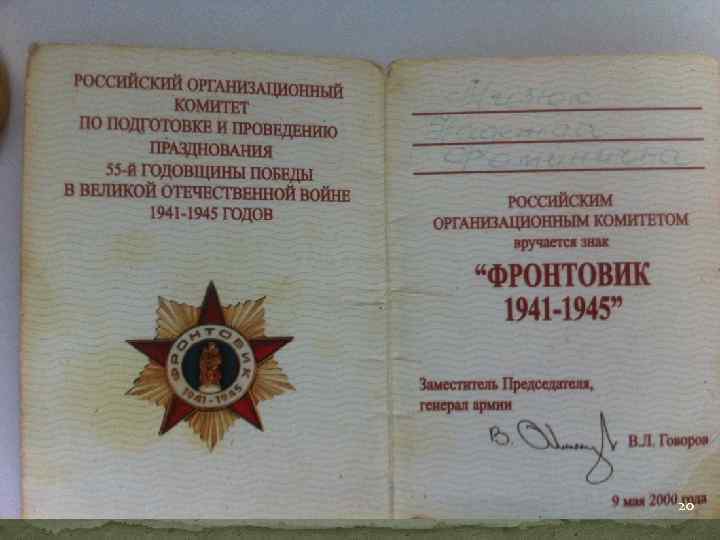 РОССИЙСКИЙ ОРГАНИЗАЦИОННЫЙ
КОМИТЕТ
ПО ПОДГОТОВКЕ И ПРОВЕДЕНИЮ
ПРАЗДНОВАНИЯ
55-й ГОДОВЩИНЫ ПОБЕДЫ
В ВЕЛИКОЙ ОТЕЧЕСТВЕННОЙ ВОЙНЕ
1941-1945 ГОДОВ
ФРОНТОВИК
1941-1945
Надежда
РОССИЙСКИМ
ОРГАНИЗАЦИОННЫМ КОМИТЕТОМ
вручается знак
“ФРОНТОВИК
1941-1945”
Заместитель Председателя,
генерал армии
В.Л. Говоров
9 мая 2000 года
20